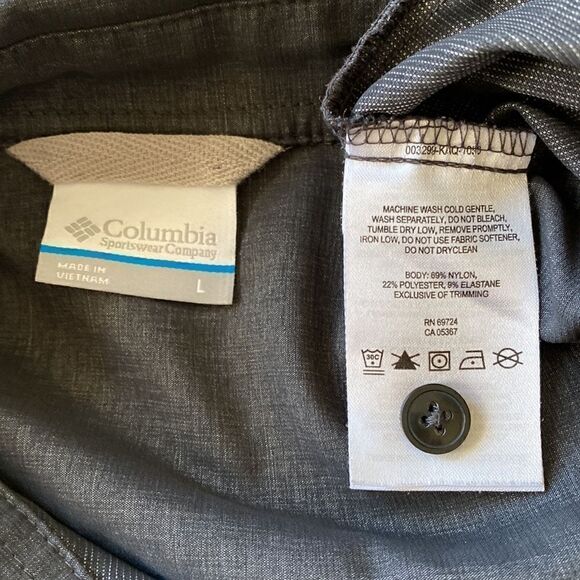 Columbia
Sportswear Company
MADE IN
VIETNAM
L
MACHINE WASH COLD GENTLE,
WASH SEPARATELY, DO NOT BLEACH,
TUMBLE DRY LOW, REMOVE PROMPTLY,
IRON LOW, DO NOT USE FABRIC SOFTENER,
DO NOT DRYCLEAN
BODY: 69% NYLON,
22% POLYESTER, 9% ELASTANE
EXCLUSIVE OF TRIMMING
RN 69724
CA 05367
30C